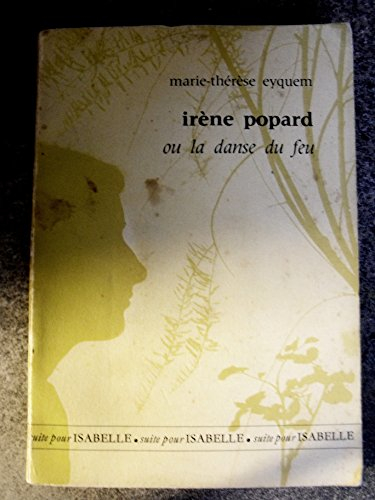 marie-thérèse eyquem
irène popard
ou la danse du feu
suite pour ISABELLE • suite pour ISABELLE • suite pour ISABELLE